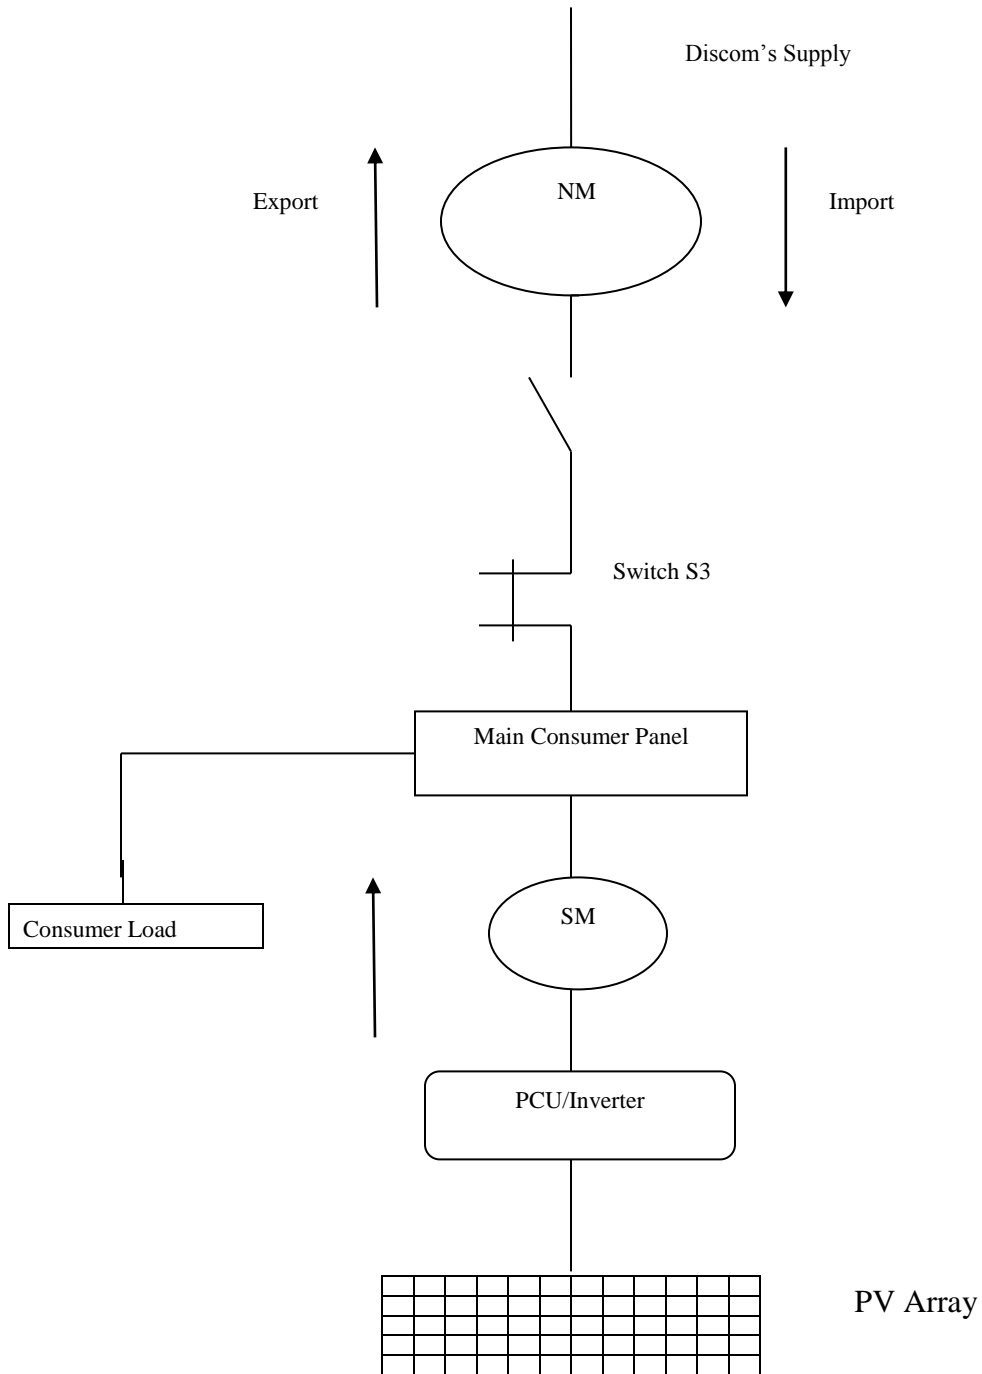 Discom’s Supply
NM
Export
Import
Switch S3
Main Consumer Panel
SM
Consumer Load
PCU/Inverter
PV Array